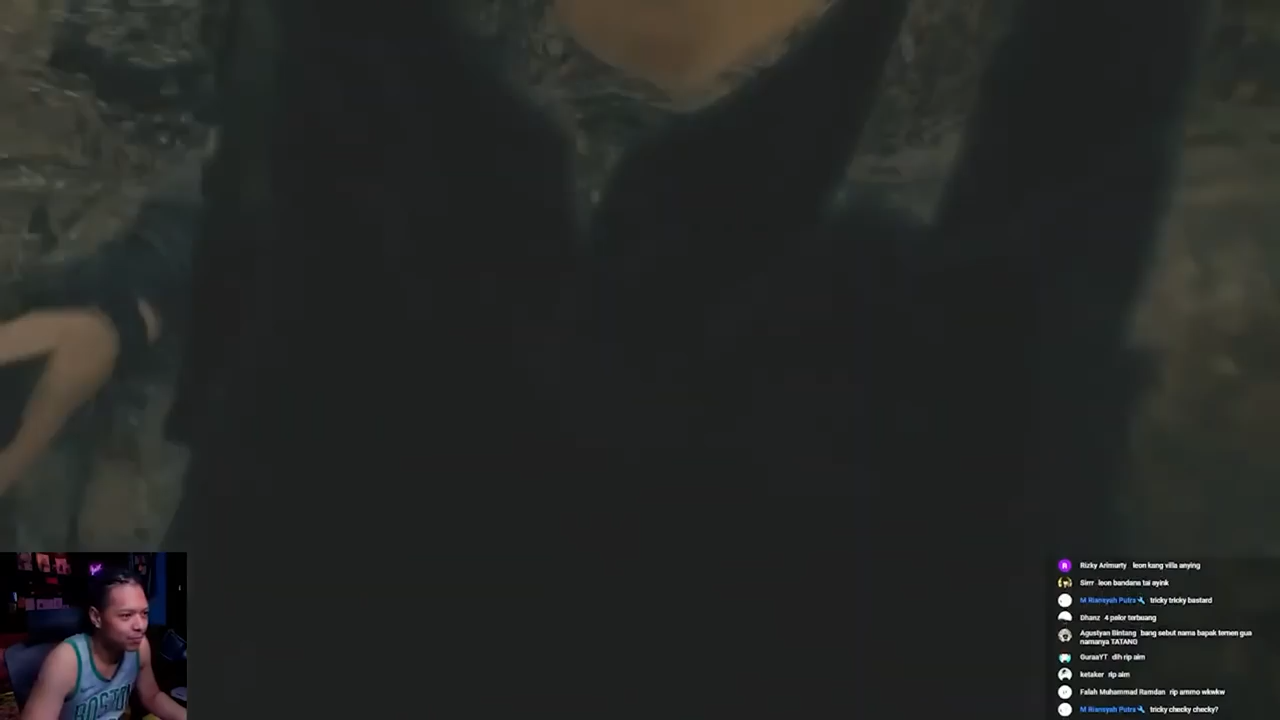 Rizky Arimurty leon kang villa anying
Sirrr leon bandana tai ayink
M Riansyah Putra tricky tricky bastard
Dhanz 4 pelor terbuang
Agustyan Bintang bang sebut nama bapak temen gua
namanya TATANG
GuraaYT dih rip aim
ketaker rip aim
Falah Muhammad Ramdan rip ammo wkwkw
M Riansyah Putra tricky checky checky?
BOSTON